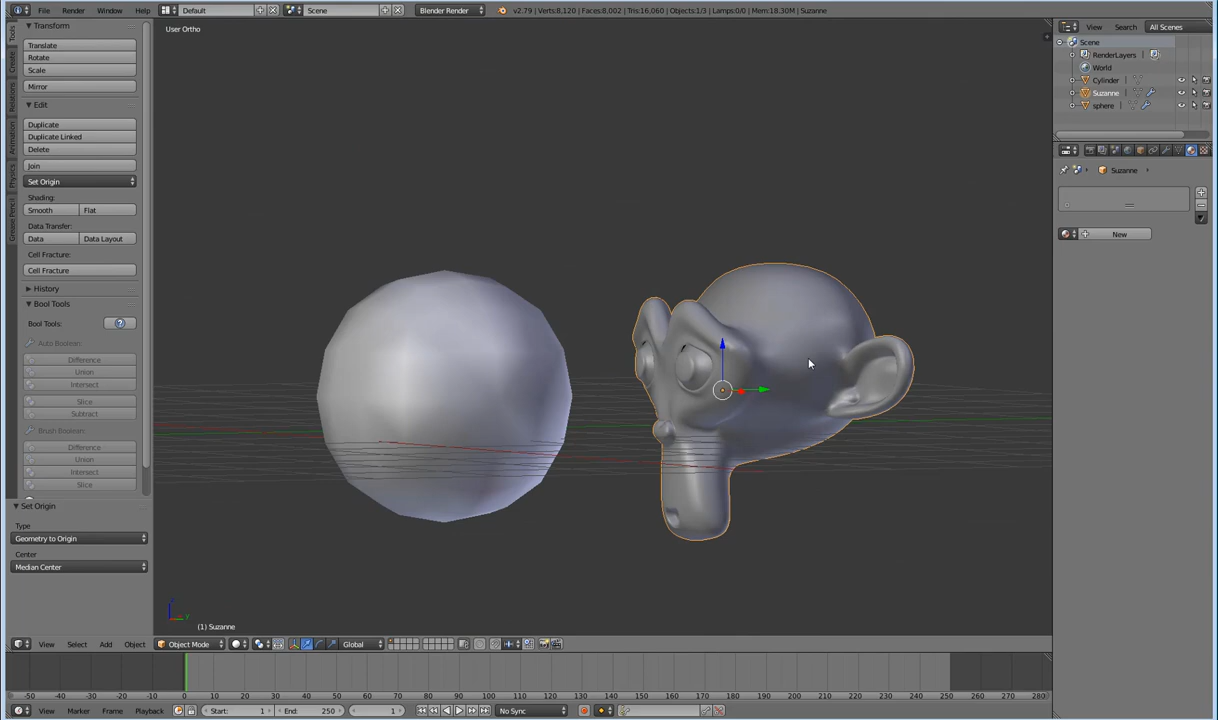 File Render Window Help Default Scene Blender Render v2.79 | Verts:8,120 | Faces:8,002 | Tris:16,060 | Objects:1/3 | Lamps:0/0 | Mem:18.30M | Suzanne
Tools
Create
Relations
Animation
Physics
Grease Pencil
Transform
Translate
Rotate
Scale
Mirror
Edit
Duplicate
Duplicate Linked
Delete
Join
Set Origin
Shading:
Smooth Flat
Data Transfer:
Data Data Layout
Cell Fracture:
Cell Fracture
History
Bool Tools
Bool Tools:
Auto Boolean:
Difference
Union
Intersect
Slice
Subtract
Brush Boolean:
Difference
Union
Intersect
Slice
Set Origin
Type
Geometry to Origin
Center
Median Center
User Ortho
(1) Suzanne
View Select Add Object Object Mode Global
View Search All Scenes
Scene
RenderLayers
World
Cylinder
Suzanne
sphere
Suzanne
New
-50 -40 -30 -20 -10 0 10 20 30 40 50 60 70 80 90 100 110 120 130 140 150 160 170 180 190 200 210 220 230 240 250 260 270 280
View Marker Frame Playback Start: 1 End: 250 1 No Sync